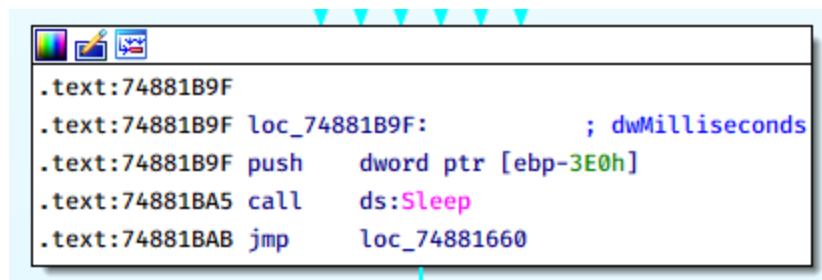 .text:74881B9F
.text:74881B9F loc_74881B9F: ; dwMilliseconds
.text:74881B9F push dword ptr [ebp-3E0h]
.text:74881BA5 call ds:Sleep
.text:74881BAB jmp loc_74881660